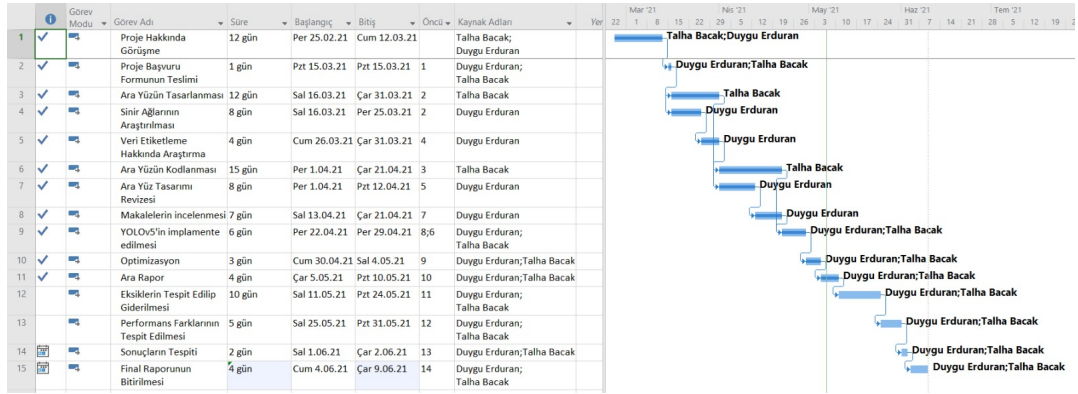 Görev Modu Görev Adı Süre Başlangıç Bitiş Öncü Kaynak Adları Yer
Mar '21 Nis '21 May '21 Haz '21 Tem '21
22 1 8 15 22 29 5 12 19 26 3 10 17 24 31 7 14 21 28 5 12 19
1 Proje Hakkında Görüşme 12 gün Per 25.02.21 Cum 12.03.21 Talha Bacak; Duygu Erduran
Talha Bacak;Duygu Erduran
2 Proje Başvuru Formunun Teslimi 1 gün Pzt 15.03.21 Pzt 15.03.21 1 Duygu Erduran; Talha Bacak
Duygu Erduran;Talha Bacak
3 Ara Yüzün Tasarlanması 12 gün Sal 16.03.21 Çar 31.03.21 2 Talha Bacak
Talha Bacak
4 Sinir Ağlarının Araştırılması 8 gün Sal 16.03.21 Per 25.03.21 2 Duygu Erduran
Duygu Erduran
5 Veri Etiketleme Hakkında Araştırma 4 gün Cum 26.03.21 Çar 31.03.21 4 Duygu Erduran
Duygu Erduran
6 Ara Yüzün Kodlanması 15 gün Per 1.04.21 Çar 21.04.21 3 Talha Bacak
Talha Bacak
7 Ara Yüz Tasarımı Revizesi 8 gün Per 1.04.21 Pzt 12.04.21 5 Duygu Erduran
Duygu Erduran
8 Makalelerin incelenmesi 7 gün Sal 13.04.21 Çar 21.04.21 7 Duygu Erduran
Duygu Erduran
9 YOLOv5'in implamente edilmesi 6 gün Per 22.04.21 Per 29.04.21 8;6 Duygu Erduran; Talha Bacak
Duygu Erduran;Talha Bacak
10 Optimizasyon 3 gün Cum 30.04.21 Sal 4.05.21 9 Duygu Erduran;Talha Bacak
Duygu Erduran;Talha Bacak
11 Ara Rapor 4 gün Çar 5.05.21 Pzt 10.05.21 10 Duygu Erduran; Talha Bacak
Duygu Erduran;Talha Bacak
12 Eksiklerin Tespit Edilip Giderilmesi 10 gün Sal 11.05.21 Pzt 24.05.21 11 Duygu Erduran; Talha Bacak
Duygu Erduran;Talha Bacak
13 Performans Farklarının Tespit Edilmesi 5 gün Sal 25.05.21 Pzt 31.05.21 12 Duygu Erduran; Talha Bacak
Duygu Erduran;Talha Bacak
14 Sonuçların Tespiti 2 gün Sal 1.06.21 Çar 2.06.21 13 Duygu Erduran;Talha Bacak
Duygu Erduran;Talha Bacak
15 Final Raporunun Bitirilmesi 4 gün Cum 4.06.21 Çar 9.06.21 14 Duygu Erduran; Talha Bacak
Duygu Erduran;Talha Bacak